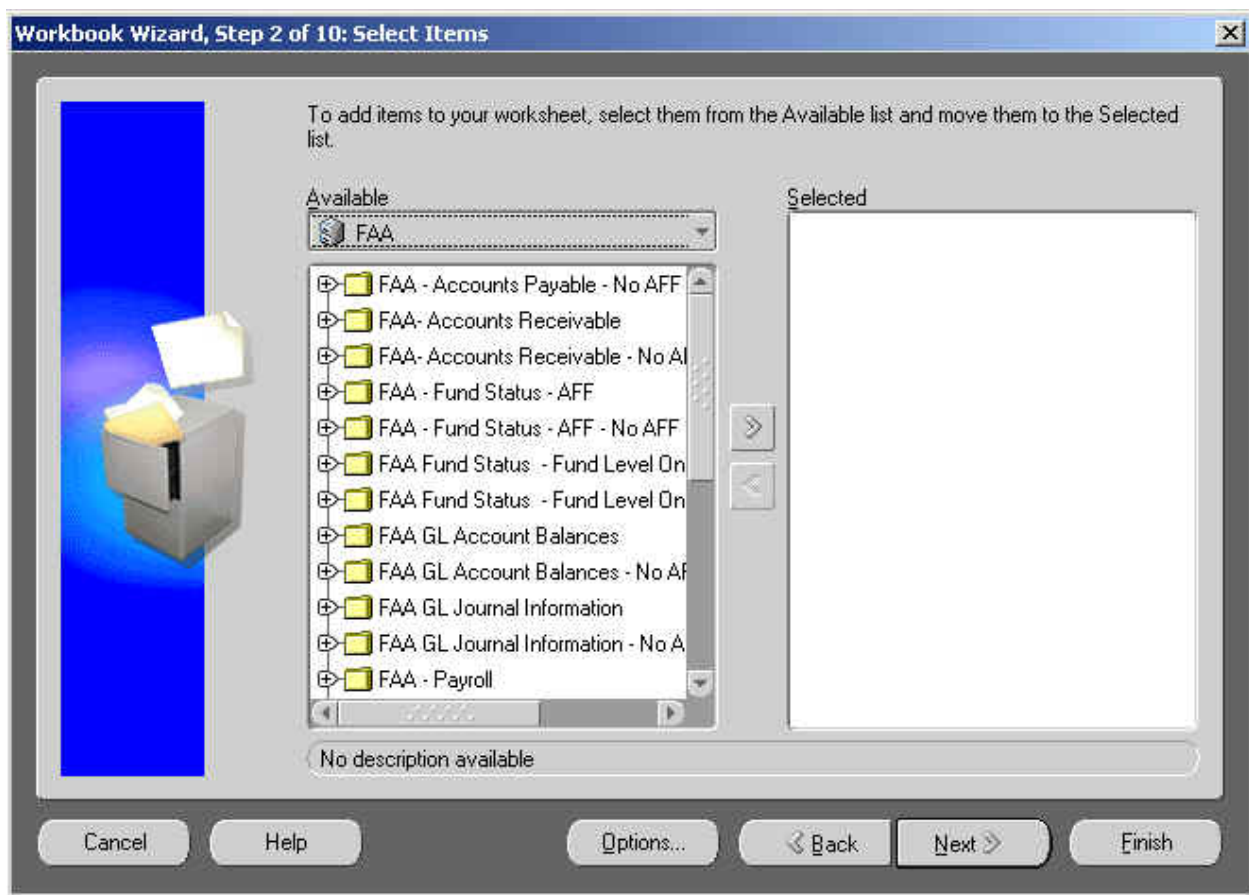 Workbook Wizard, Step 2 of 10: Select Items
To add items to your worksheet, select them from the Available list and move them to the Selected
list.
Available
Selected
FAA
FAA - Accounts Payable - No AFF
FAA- Accounts Receivable
FAA- Accounts Receivable - No
FAA - Fund Status - AFF
FAA - Fund Status - AFF - No AFF
FAA Fund Status - Fund Level On
FAA Fund Status - Fund Level On
FAA GL Account Balances
FAA GL Account Balances - No
FAA GL Journal Information
FAA GL Journal Information - No A
FAA - Payroll
No description available
Cancel
Help
Options...
Back
Next
Finish